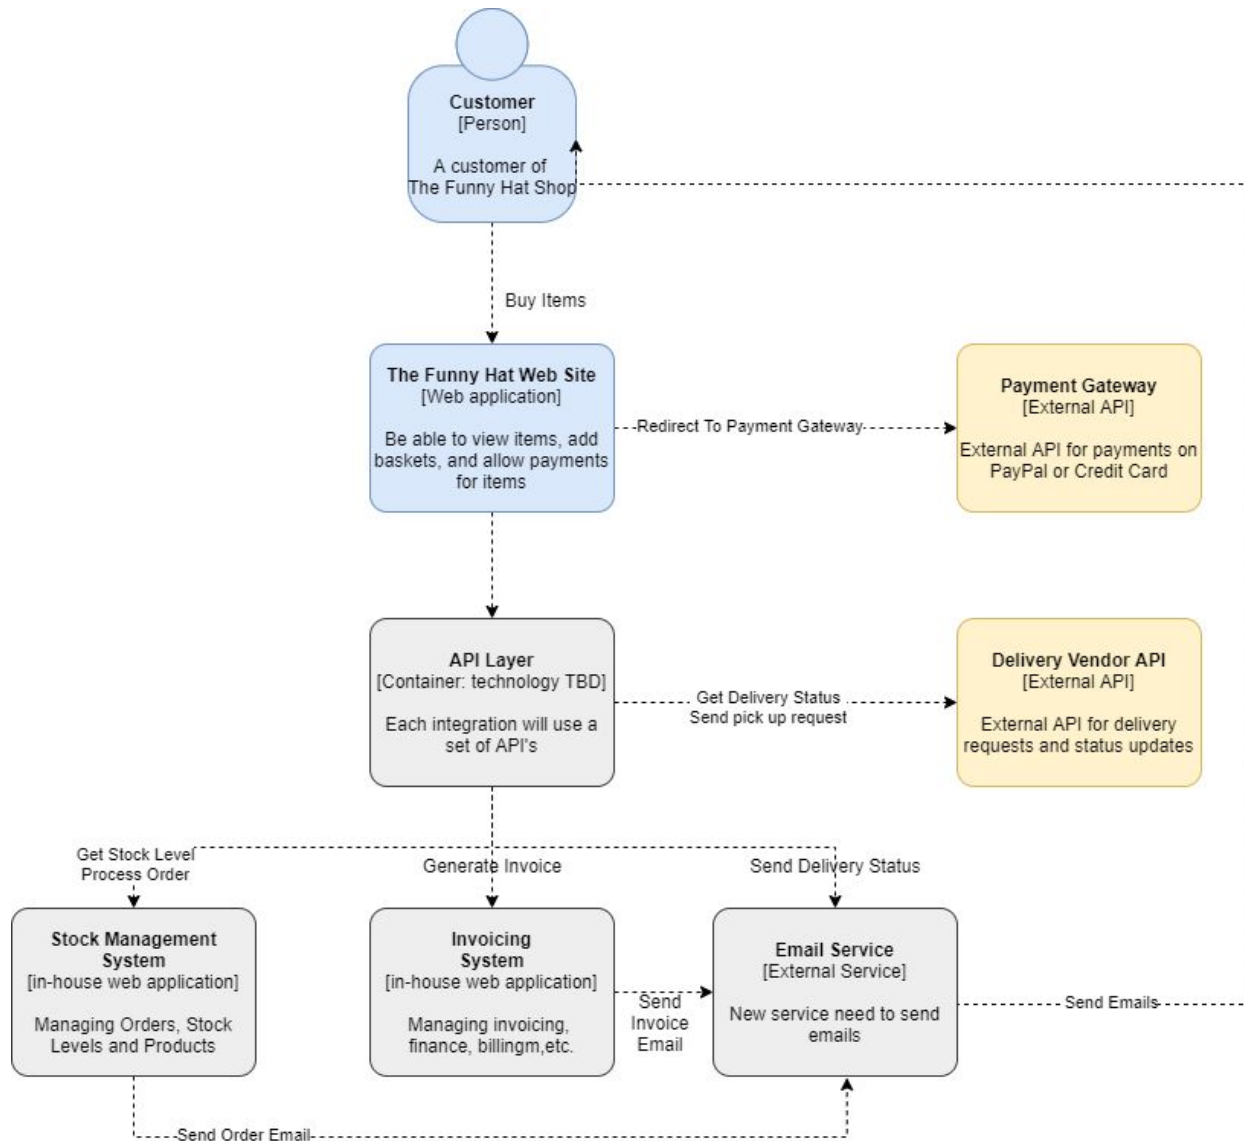 Customer
[Person]
A customer of
The Funny Hat Shop
Buy Items
The Funny Hat Web Site
[Web application]
Be able to view items, add
baskets, and allow payments
for items
Redirect To Payment Gateway
Payment Gateway
[External API]
External API for payments on
PayPal or Credit Card
API Layer
[Container: technology TBD]
Each integration will use a
set of API's
Get Delivery Status
Send pick up request
Delivery Vendor API
[External API]
External API for delivery
requests and status updates
Get Stock Level
Process Order
Generate Invoice
Send Delivery Status
Stock Management
System
[in-house web application]
Managing Orders, Stock
Levels and Products
Invoicing
System
[in-house web application]
Managing invoicing,
finance, billingm,etc.
Send
Invoice
Email
Email Service
[External Service]
New service need to send
emails
Send Emails
Send Order Email